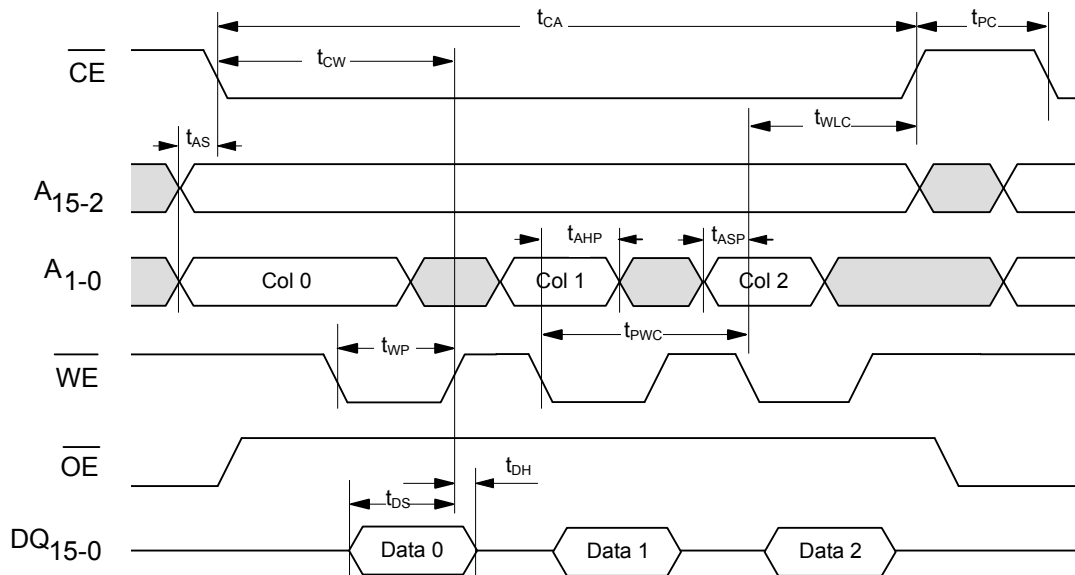 tCA
tPC
CE
tCW
tWLC
tAS
A15-2
tAHP
tASP
A1-0
Col 0
Col 1
Col 2
tPWC
tWP
WE
OE
tDH
tDS
DQ15-0
Data 0
Data 1
Data 2